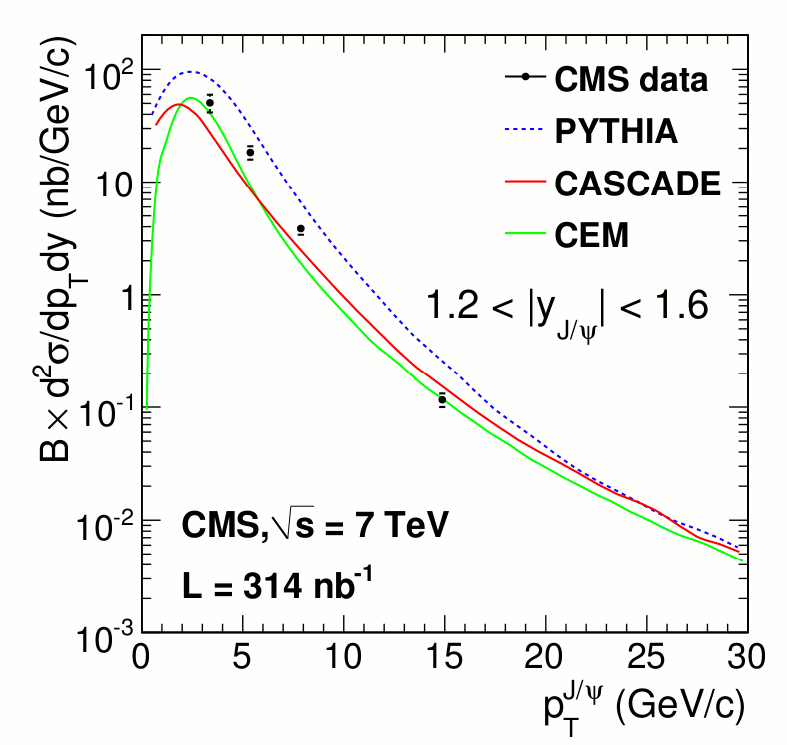 B × d²σ/dp_T dy (nb/GeV/c)
10²
10
1
10⁻¹
10⁻²
10⁻³
CMS data
PYTHIA
CASCADE
CEM
1.2 < |y_J/ψ| < 1.6
CMS, √s = 7 TeV
L = 314 nb⁻¹
0 5 10 15 20 25 30
p_T^J/ψ (GeV/c)